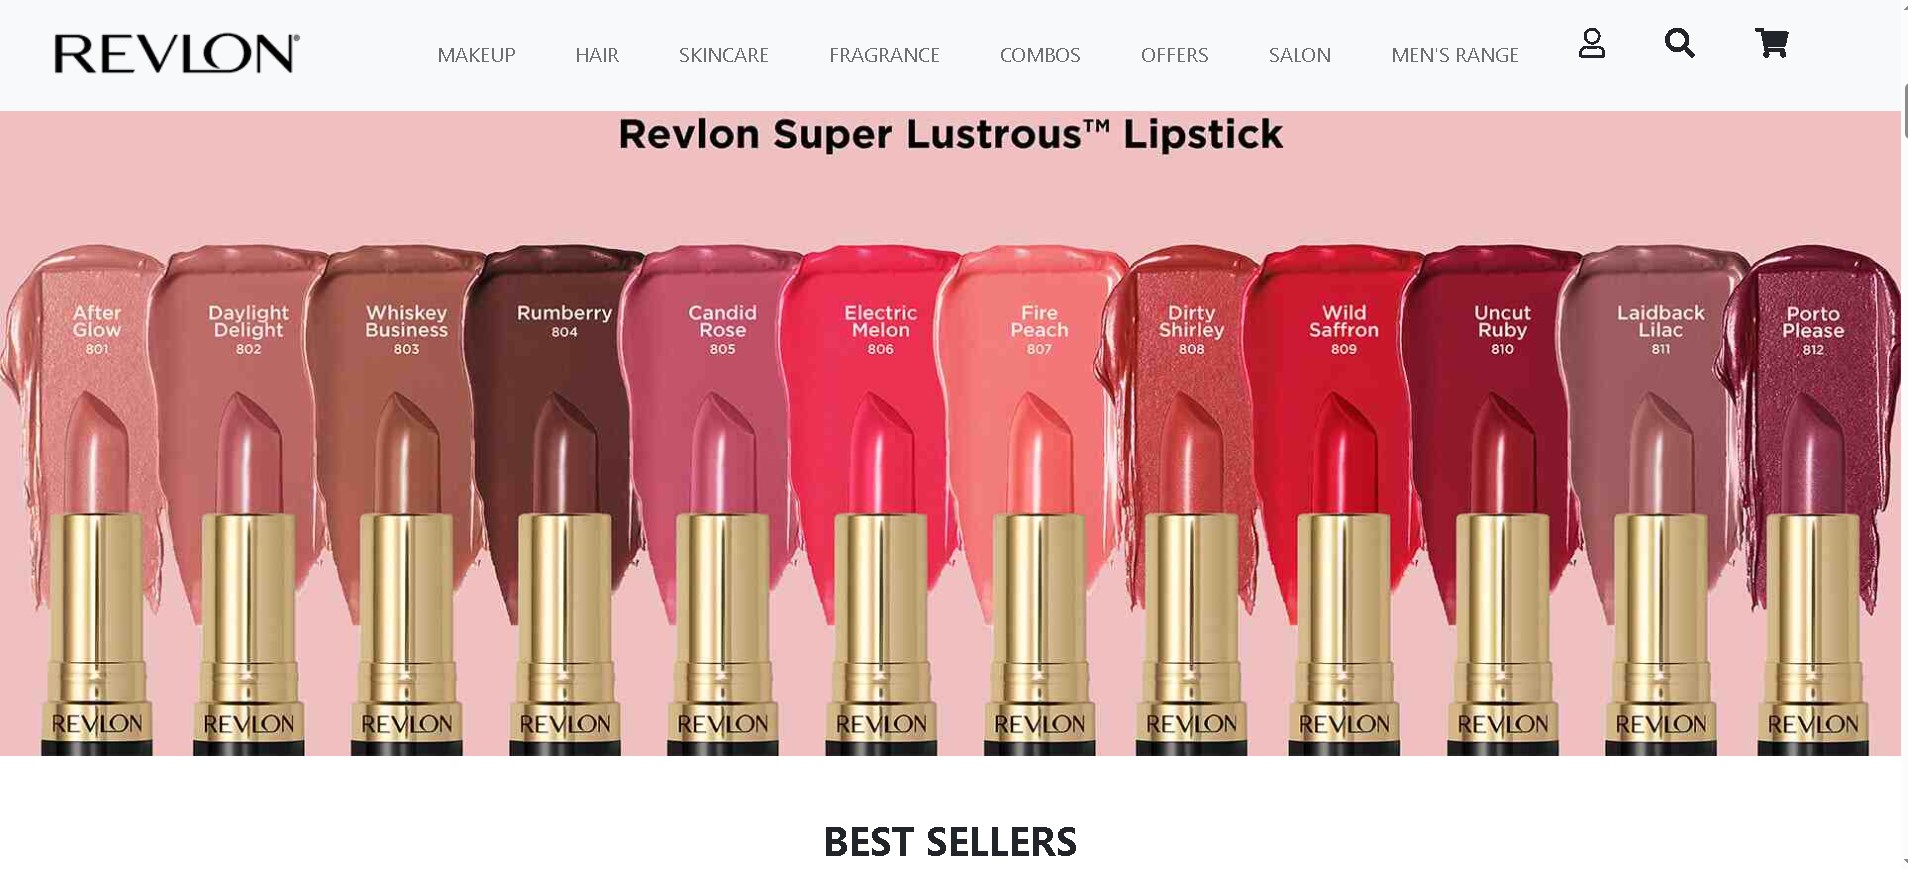 REVLON®
MAKEUP HAIR SKINCARE FRAGRANCE COMBOS OFFERS SALON MEN'S RANGE
Revlon Super Lustrous™ Lipstick
After
Glow
801
Daylight
Delight
802
Whiskey
Business
803
Rumberry
804
Candid
Rose
805
Electric
Melon
806
Fire
Peach
807
Dirty
Shirley
808
Wild
Saffron
809
Uncut
Ruby
810
Laidback
Lilac
811
Porto
Please
812
REVLON REVLON REVLON REVLON REVLON REVLON REVLON REVLON REVLON REVLON REVLON REVLON
BEST SELLERS